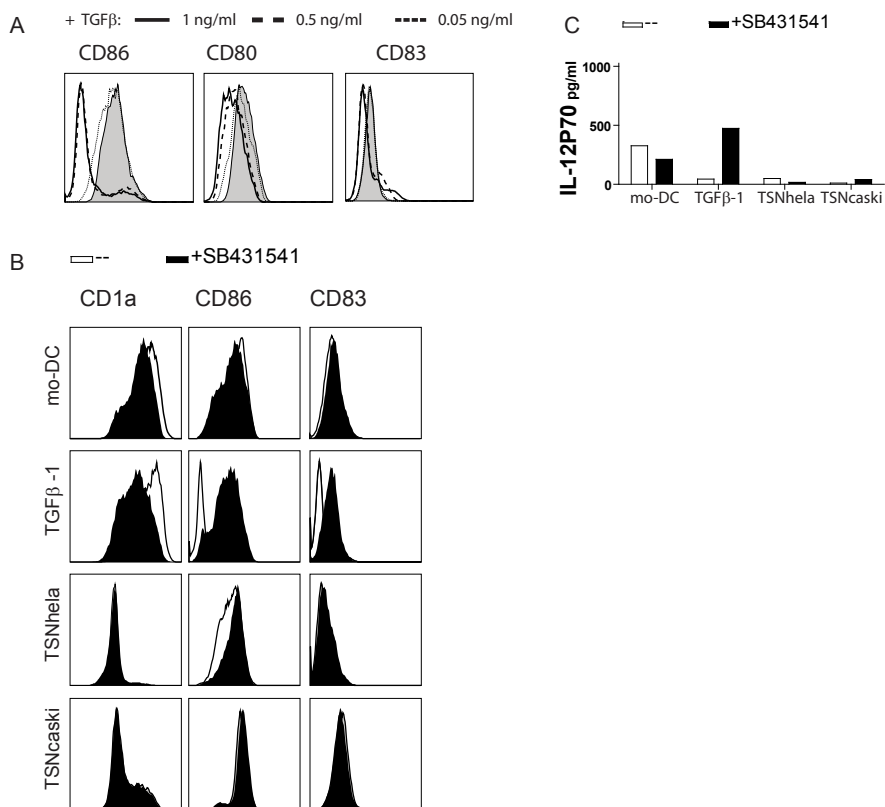 A
+ TGFβ: 1 ng/ml 0.5 ng/ml 0.05 ng/ml
CD86 CD80 CD83
C
-- +SB431541
IL-12P70 pg/ml
1000
500
0
mo-DC TGFβ-1 TSNhela TSNcaski
B
-- +SB431541
CD1a CD86 CD83
mo-DC
TGFβ -1
TSNhela
TSNcaski